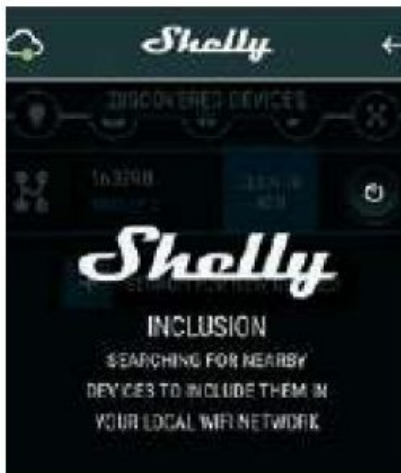 Shelly
DISCOVERED DEVICES
Shelly
INCLUSION
SEARCHING FOR NEARBY
DEVICES TO INCLUDE THEM IN
YOUR LOCAL WIFI NETWORK